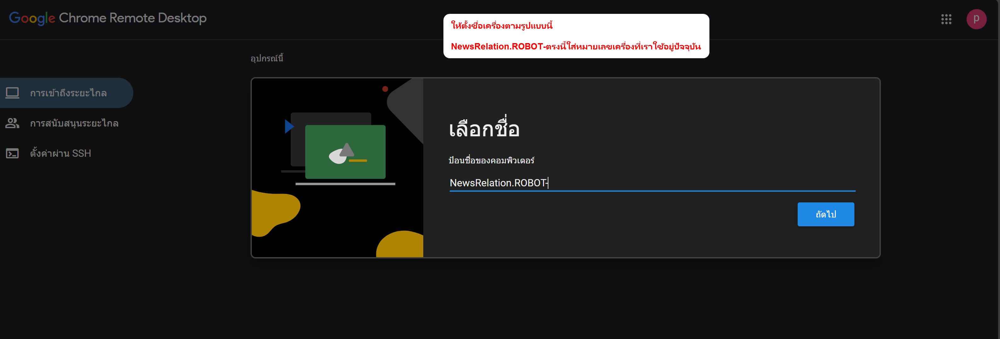 Google Chrome Remote Desktop
ให้ตั้งชื่อเครื่องตามรูปแบบนี้
NewsRelation.ROBOT-ตรงนี้ใส่หมายเลขเครื่องที่เราใช้อยู่ปัจจุบัน
p
อุปกรณ์นี้
การเข้าถึงระยะไกล
การสนับสนุนระยะไกล
ตั้งค่าผ่าน SSH
เลือกชื่อ
ป้อนชื่อของคอมพิวเตอร์
NewsRelation.ROBOT-
ถัดไป